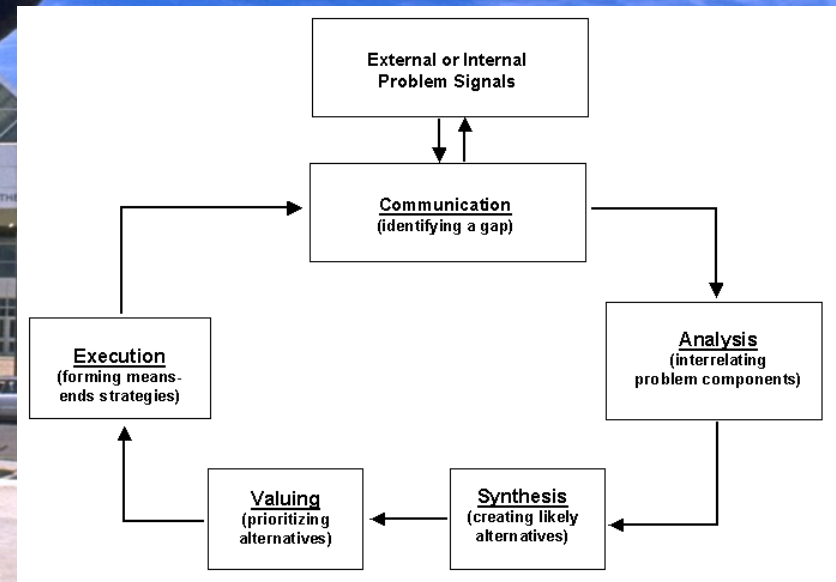 External or Internal
Problem Signals
Communication
(identifying a gap)
Analysis
(interrelating
problem components)
Synthesis
(creating likely
alternatives)
Valuing
(prioritizing
alternatives)
Execution
(forming means-
ends strategies)
THE